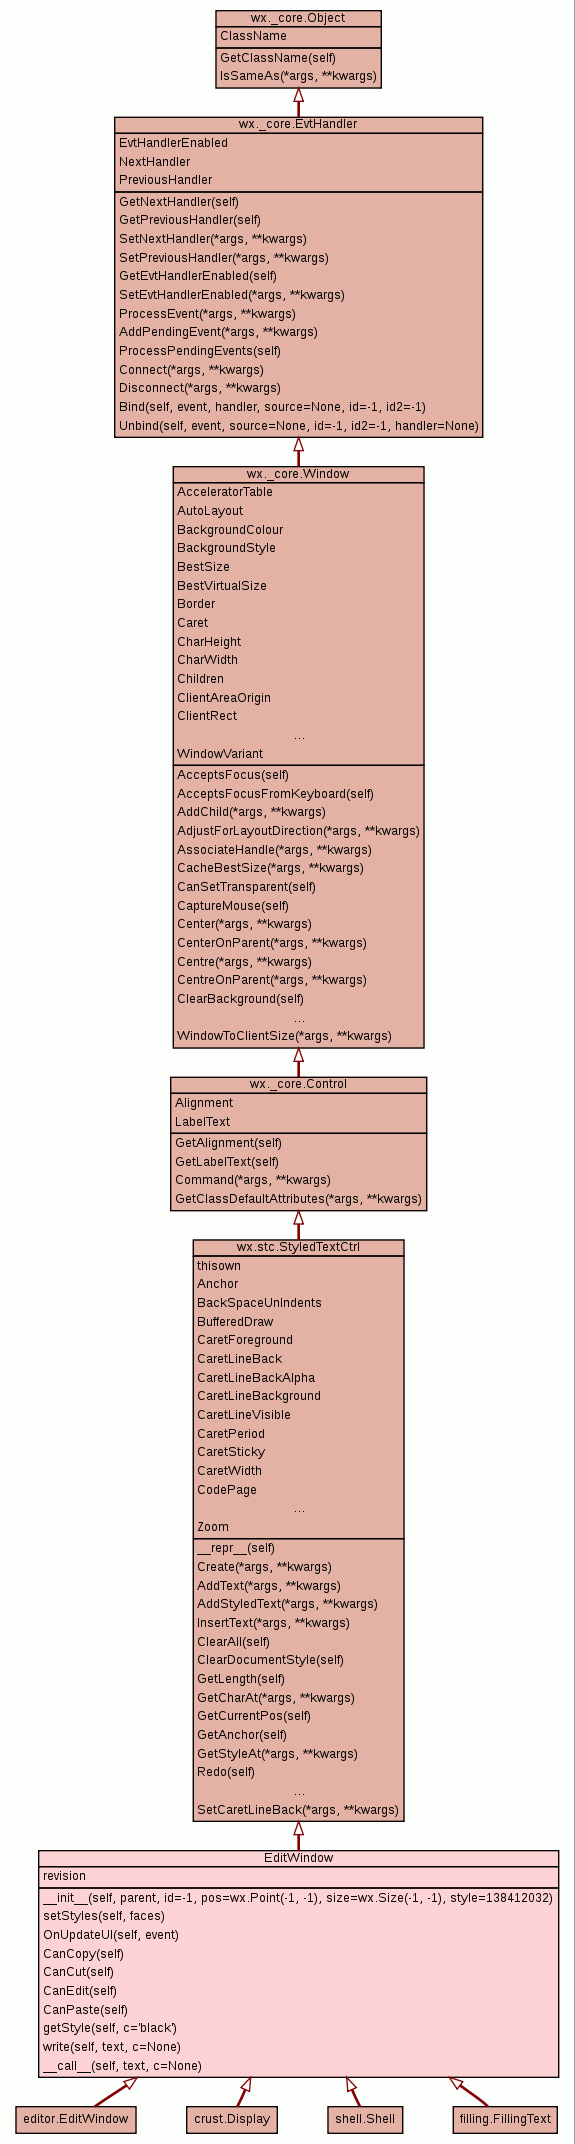 wx._core.Object
ClassName
GetClassName(self)
IsSameAs(*args, **kwargs)
wx._core.EvtHandler
EvtHandlerEnabled
NextHandler
PreviousHandler
GetNextHandler(self)
GetPreviousHandler(self)
SetNextHandler(*args, **kwargs)
SetPreviousHandler(*args, **kwargs)
GetEvtHandlerEnabled(self)
SetEvtHandlerEnabled(*args, **kwargs)
ProcessEvent(*args, **kwargs)
AddPendingEvent(*args, **kwargs)
ProcessPendingEvents(self)
Connect(*args, **kwargs)
Disconnect(*args, **kwargs)
Bind(self, event, handler, source=None, id=-1, id2=-1)
Unbind(self, event, source=None, id=-1, id2=-1, handler=None)
wx._core.Window
AcceleratorTable
AutoLayout
BackgroundColour
BackgroundStyle
BestSize
BestVirtualSize
Border
Caret
CharHeight
CharWidth
Children
ClientAreaOrigin
ClientRect
...
WindowVariant
AcceptsFocus(self)
AcceptsFocusFromKeyboard(self)
AddChild(*args, **kwargs)
AdjustForLayoutDirection(*args, **kwargs)
AssociateHandle(*args, **kwargs)
CacheBestSize(*args, **kwargs)
CanSetTransparent(self)
CaptureMouse(self)
Center(*args, **kwargs)
CenterOnParent(*args, **kwargs)
Centre(*args, **kwargs)
CentreOnParent(*args, **kwargs)
ClearBackground(self)
...
WindowToClientSize(*args, **kwargs)
wx._core.Control
Alignment
LabelText
GetAlignment(self)
GetLabelText(self)
Command(*args, **kwargs)
GetClassDefaultAttributes(*args, **kwargs)
wx.stc.StyledTextCtrl
thisown
Anchor
BackSpaceUnIndents
BufferedDraw
CaretForeground
CaretLineBack
CaretLineBackAlpha
CaretLineBackground
CaretLineVisible
CaretPeriod
CaretSticky
CaretWidth
CodePage
...
Zoom
__repr__(self)
Create(*args, **kwargs)
AddText(*args, **kwargs)
AddStyledText(*args, **kwargs)
InsertText(*args, **kwargs)
ClearAll(self)
ClearDocumentStyle(self)
GetLength(self)
GetCharAt(*args, **kwargs)
GetCurrentPos(self)
GetAnchor(self)
GetStyleAt(*args, **kwargs)
Redo(self)
...
SetCaretLineBack(*args, **kwargs)
EditWindow
revision
__init__(self, parent, id=-1, pos=wx.Point(-1, -1), size=wx.Size(-1, -1), style=138412032)
setStyles(self, faces)
OnUpdateUI(self, event)
CanCopy(self)
CanCut(self)
CanEdit(self)
CanPaste(self)
getStyle(self, c='black')
write(self, text, c=None)
__call__(self, text, c=None)
editor.EditWindow
crust.Display
shell.Shell
filling.FillingText